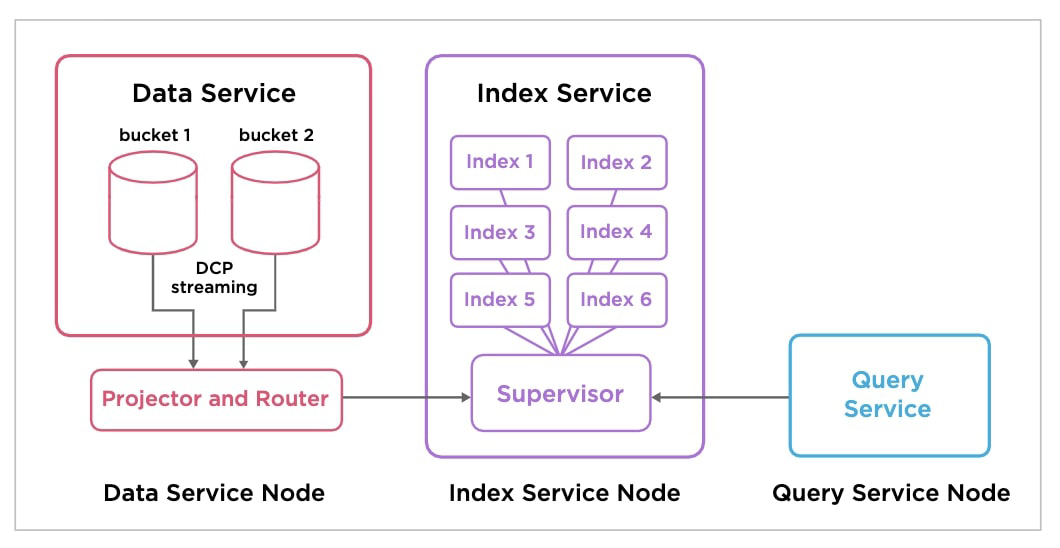 Data Service
bucket 1
bucket 2
DCP
streaming
Projector and Router
Data Service Node
Index Service
Index 1
Index 2
Index 3
Index 4
Index 5
Index 6
Supervisor
Index Service Node
Query
Service
Query Service Node